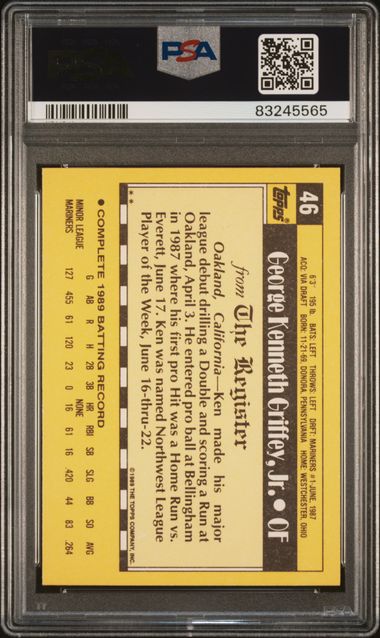 PSA
PSA
83245565
46
Topps
George Kenneth Griffey, Jr. • OF
6'3" 195 lb. BATS: LEFT THROWS: LEFT DRFT: MARINERS #1-JUNE, 1987
ACQ: VIA DRAFT BORN: 11-21-69, DONORA, PENNSYLVANIA HOME: WESTCHESTER, OHIO
from The Register
Oakland, California—Ken made his major
league debut drilling a Double and scoring a Run at
Oakland, April 3. He entered pro ball at Bellingham
in 1987 where his first pro Hit was a Home Run vs.
Everett, June 17. Ken was named Northwest League
Player of the Week, June 16-thru-22.
** ©1989 THE TOPPS COMPANY, INC.
• COMPLETE 1989 BATTING RECORD
G AB R H 2B 3B HR RBI SB SLG BB SO AVG
MINOR LEAGUE NONE
MARINERS 127 455 61 120 23 0 16 61 16 .420 44 83 .264
PSA